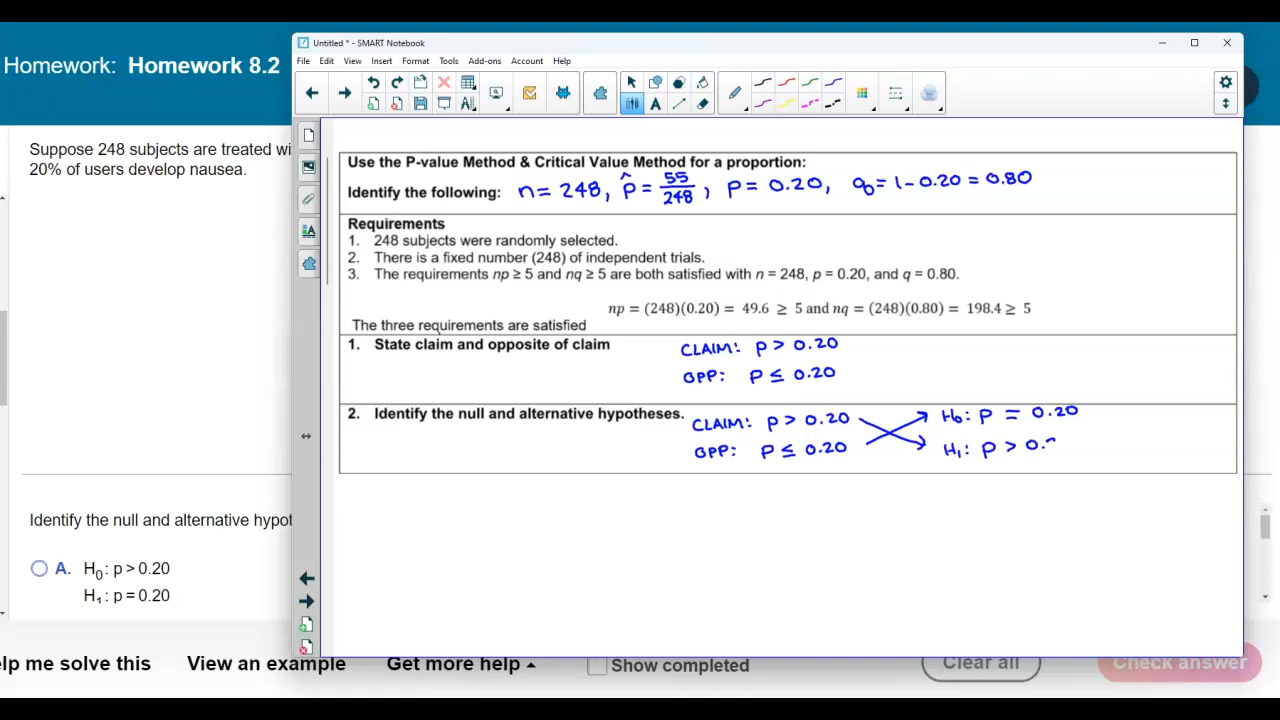 Homework: Homework 8.2
Suppose 248 subjects are treated wi
20% of users develop nausea.
Identify the null and alternative hypot
A. H0 : p > 0.20
H1 : p = 0.20
elp me solve this
View an example
Get more help
Show completed
Clear all
Check answer
Untitled * - SMART Notebook
File Edit View Insert Format Tools Add-ons Account Help
Use the P-value Method & Critical Value Method for a proportion:
Identify the following: n = 248, p̂ = 55/248, p = 0.20, q = 1 - 0.20 = 0.80
Requirements
1. 248 subjects were randomly selected.
2. There is a fixed number (248) of independent trials.
3. The requirements np ≥ 5 and nq ≥ 5 are both satisfied with n = 248, p = 0.20, and q = 0.80.
np = (248)(0.20) = 49.6 ≥ 5 and nq = (248)(0.80) = 198.4 ≥ 5
The three requirements are satisfied
1. State claim and opposite of claim
CLAIM: p > 0.20
OPP: p ≤ 0.20
2. Identify the null and alternative hypotheses.
CLAIM: p > 0.20
OPP: p ≤ 0.20
H0: p = 0.20
H1: p > 0.